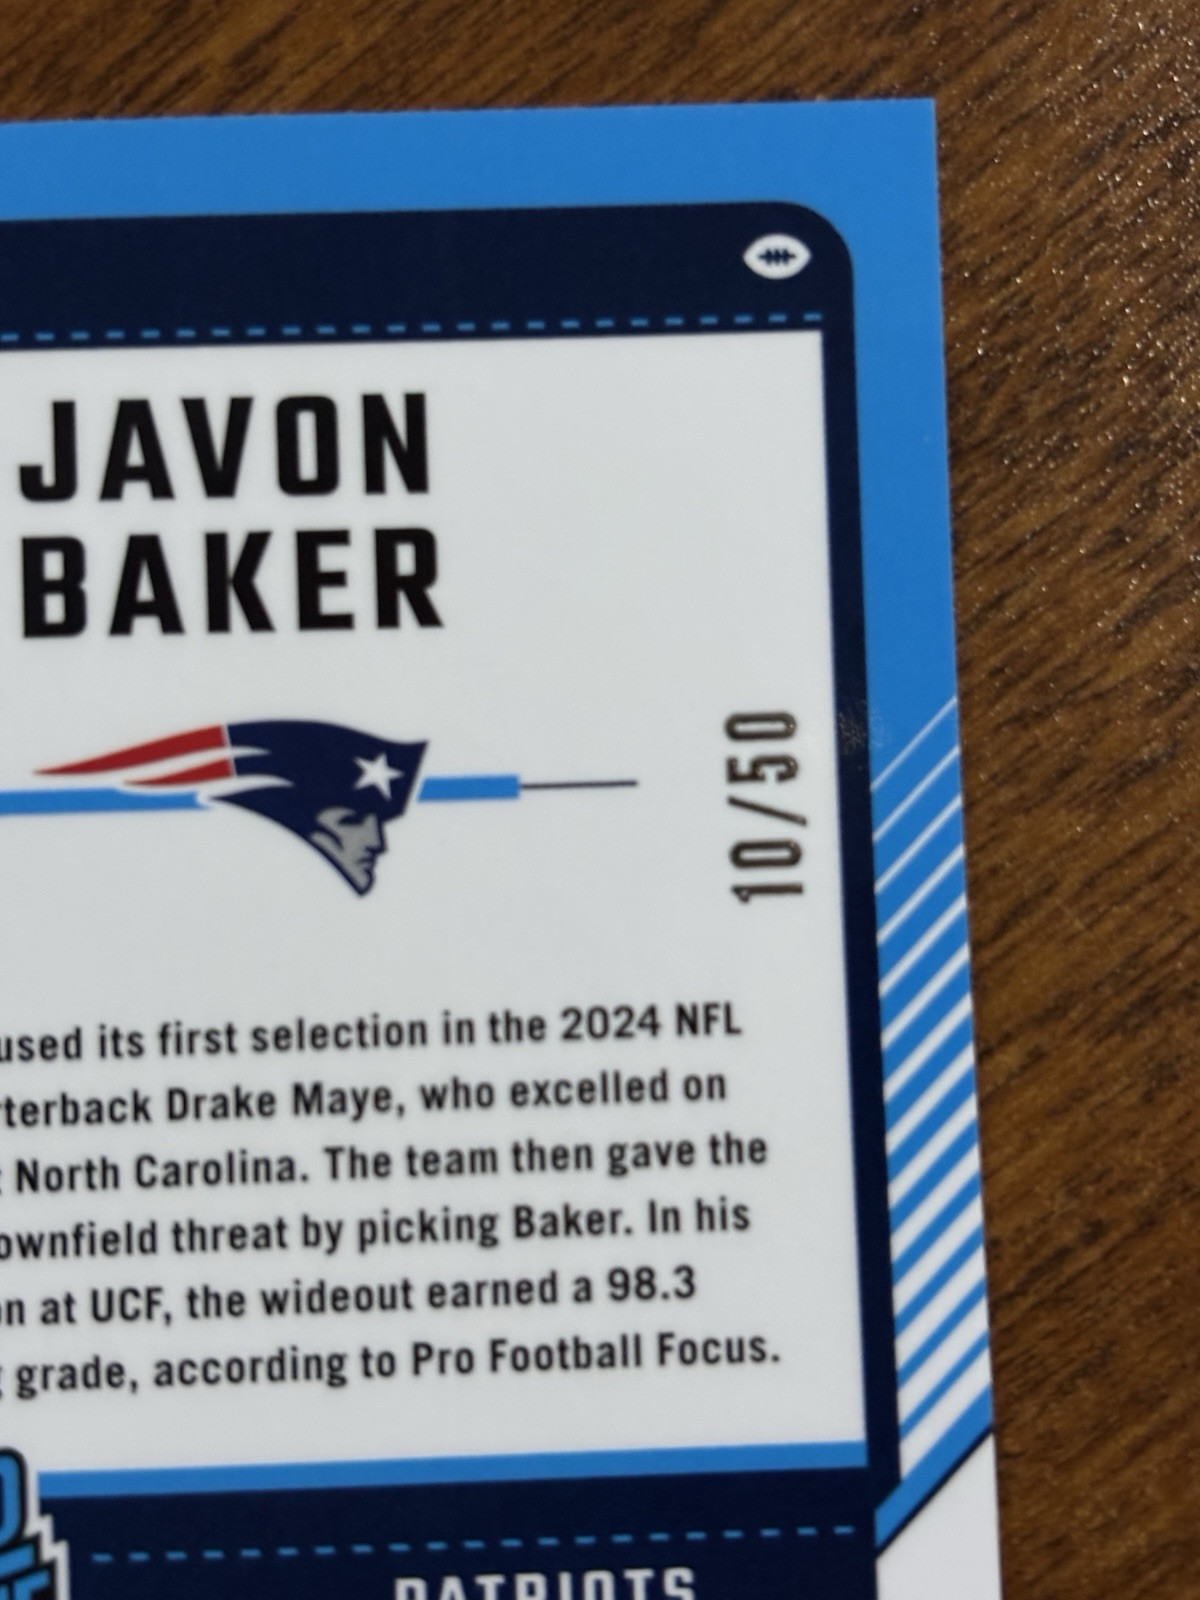 JAVON
BAKER
10/50
used its first selection in the 2024 NFL
rterback Drake Maye, who excelled on
North Carolina. The team then gave the
ownfield threat by picking Baker. In his
on at UCF, the wideout earned a 98.3
grade, according to Pro Football Focus.
PATRIOTS